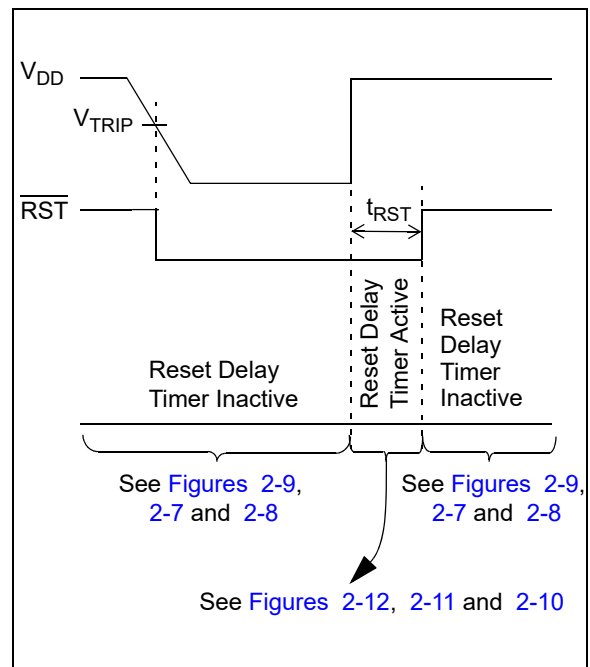 VDD
VTRIP
RST
tRST
Reset Delay
Timer Inactive
Reset Delay
Timer Active
Reset
Delay
Timer
Inactive
See Figures 2-9,
2-7 and 2-8
See Figures 2-9,
2-7 and 2-8
See Figures 2-12, 2-11 and 2-10